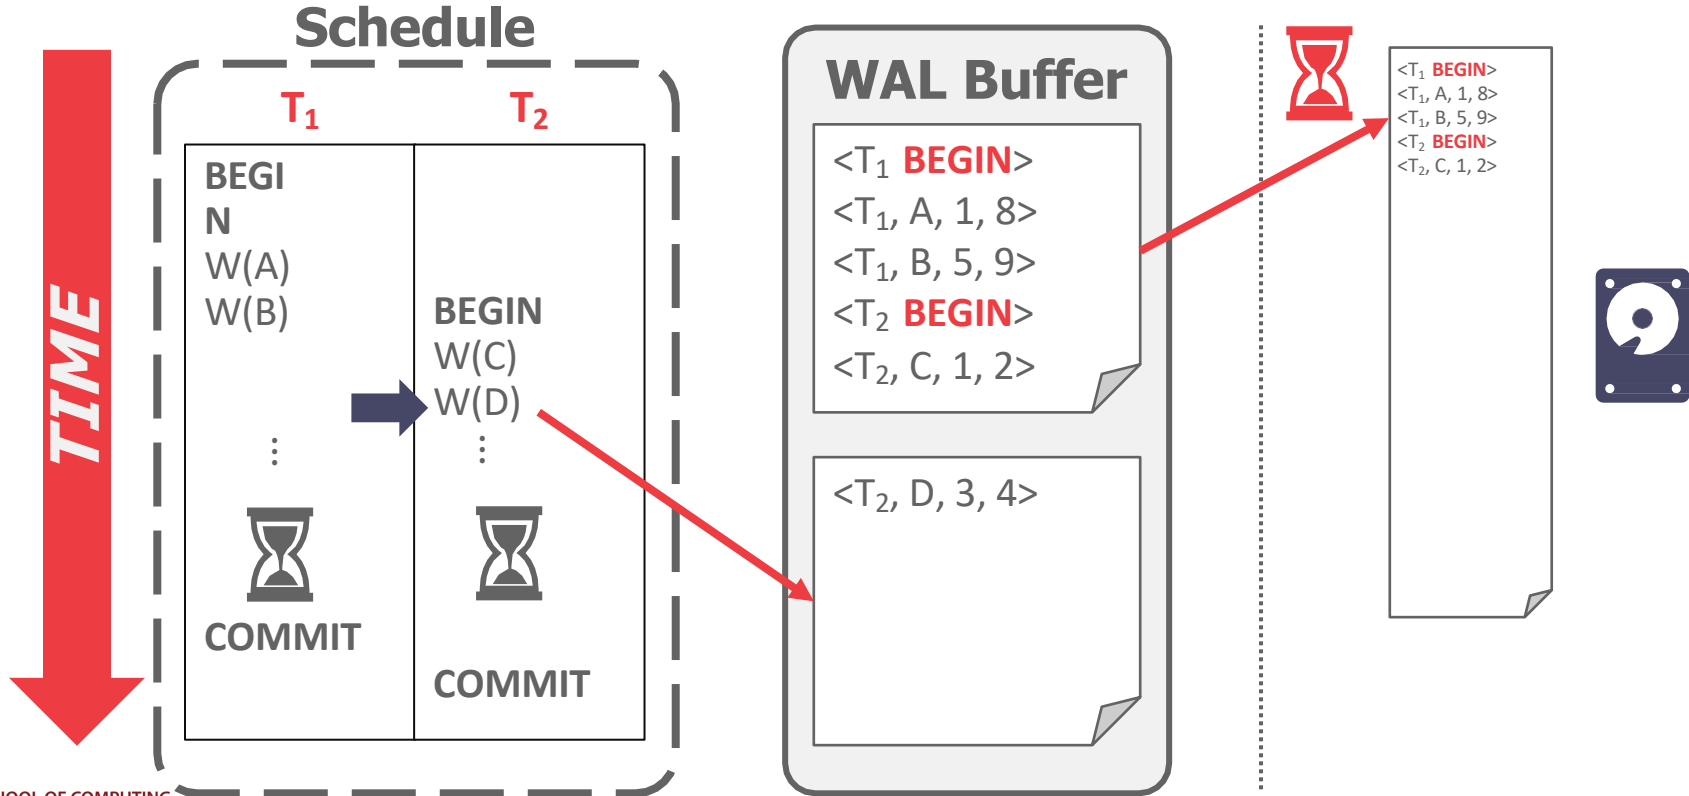 Schedule
T1
T2
TIME
BEGI
N
W(A)
W(B)
⋮
COMMIT
BEGIN
W(C)
W(D)
⋮
COMMIT
WAL Buffer
<T1 BEGIN>
<T1, A, 1, 8>
<T1, B, 5, 9>
<T2 BEGIN>
<T2, C, 1, 2>
<T2, D, 3, 4>
<T1 BEGIN>
<T1, A, 1, 8>
<T1, B, 5, 9>
<T2 BEGIN>
<T2, C, 1, 2>
OF COMPUTING